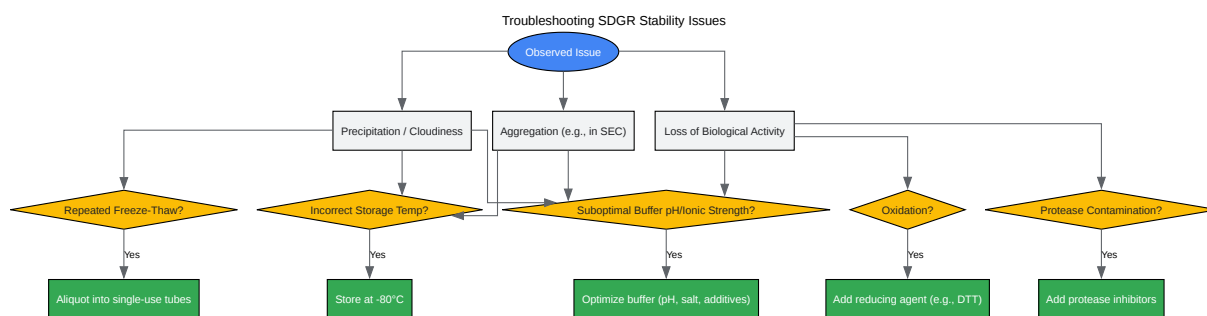 Troubleshooting SDGR Stability Issues
Observed Issue
Precipitation / Cloudiness
Aggregation (e.g., in SEC)
Loss of Biological Activity
Repeated Freeze-Thaw?
Incorrect Storage Temp?
Suboptimal Buffer pH/Ionic Strength?
Oxidation?
Protease Contamination?
Yes
Yes
Yes
Yes
Yes
Aliquot into single-use tubes
Store at -80°C
Optimize buffer (pH, salt, additives)
Add reducing agent (e.g., DTT)
Add protease inhibitors